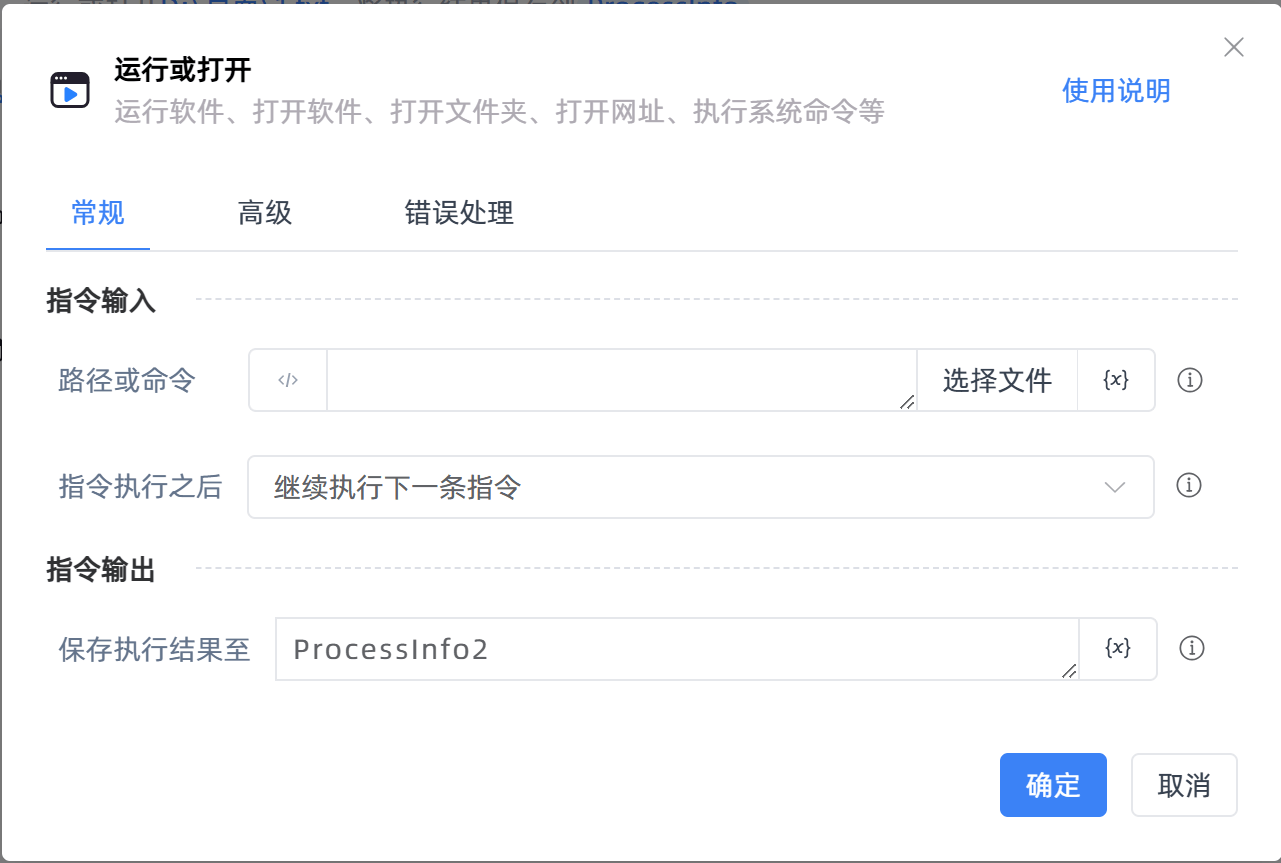 运行或打开
运行软件、打开软件、打开文件夹、打开网址、执行系统命令等
使用说明
常规 高级 错误处理
指令输入
路径或命令 </> 选择文件 {x}
指令执行之后 继续执行下一条指令
指令输出
保存执行结果至 ProcessInfo2 {x}
确定 取消